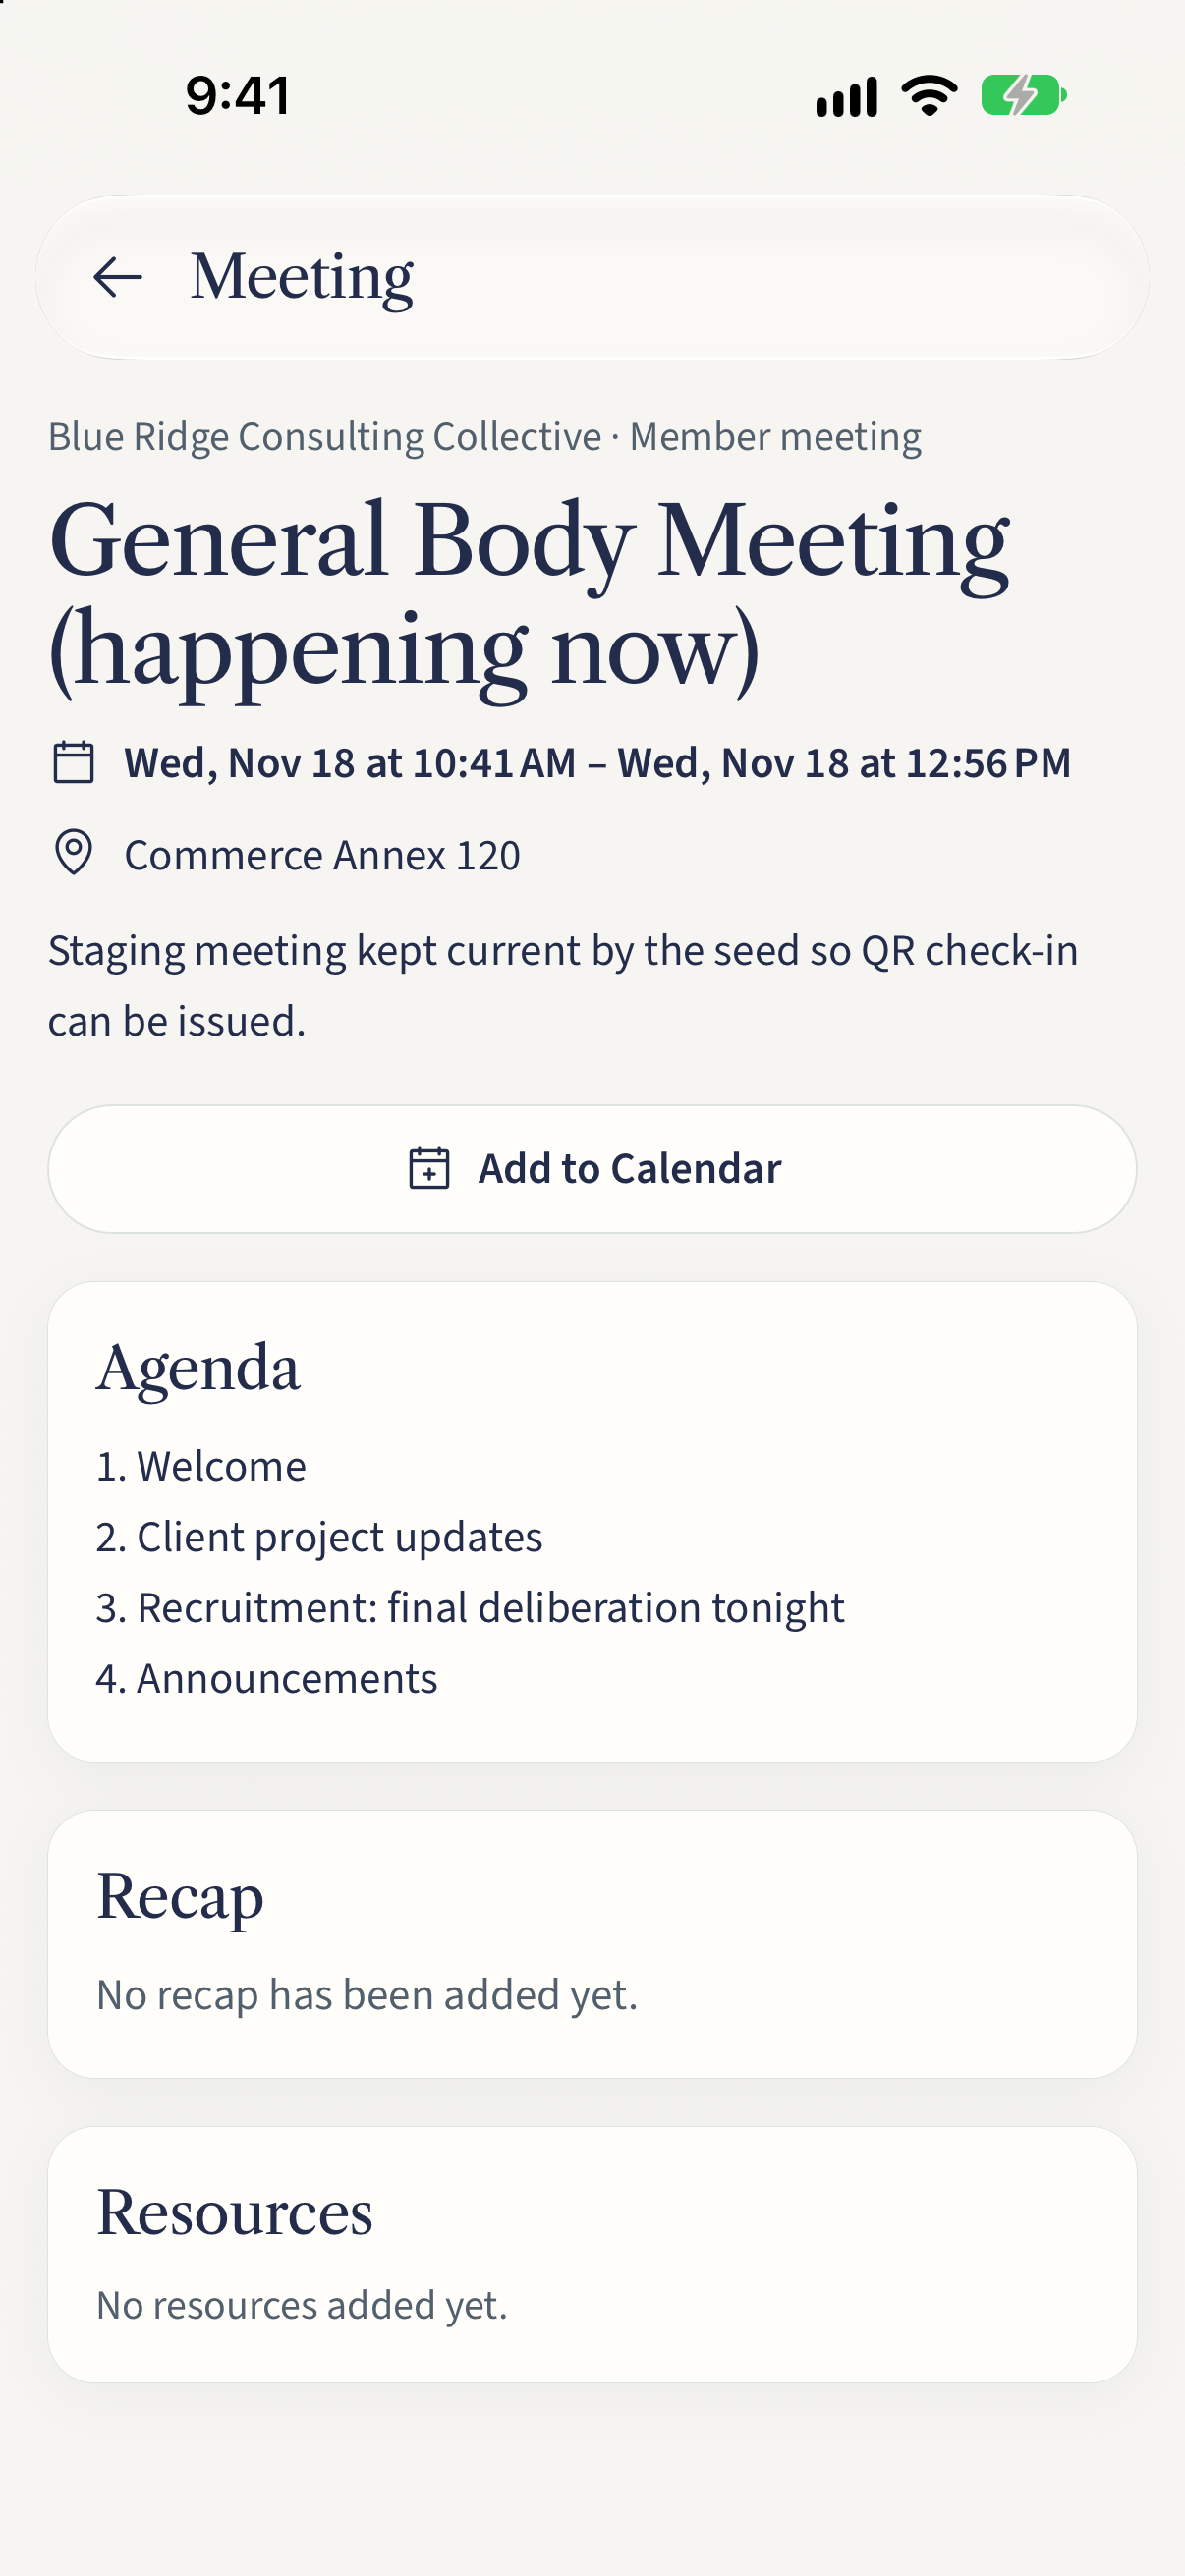 9:41
Meeting
Blue Ridge Consulting Collective · Member meeting
General Body Meeting
(happening now)
Wed, Nov 18 at 10:41 AM – Wed, Nov 18 at 12:56 PM
Commerce Annex 120
Staging meeting kept current by the seed so QR check-in
can be issued.
Add to Calendar
Agenda
1. Welcome
2. Client project updates
3. Recruitment: final deliberation tonight
4. Announcements
Recap
No recap has been added yet.
Resources
No resources added yet.